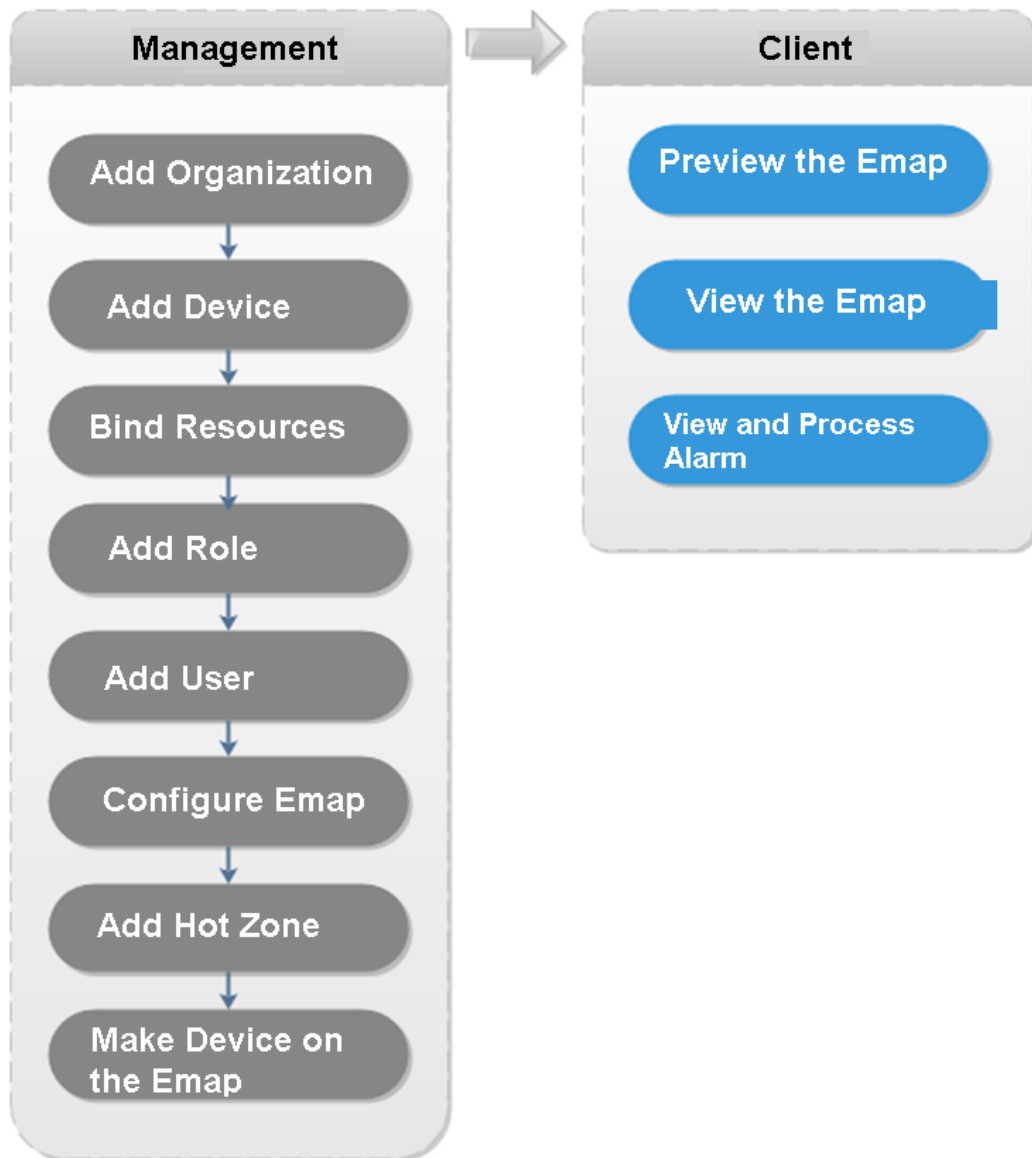 Management
Add Organization
Add Device
Bind Resources
Add Role
Add User
Configure Emap
Add Hot Zone
Make Device on
the Emap
Client
Preview the Emap
View the Emap
View and Process
Alarm